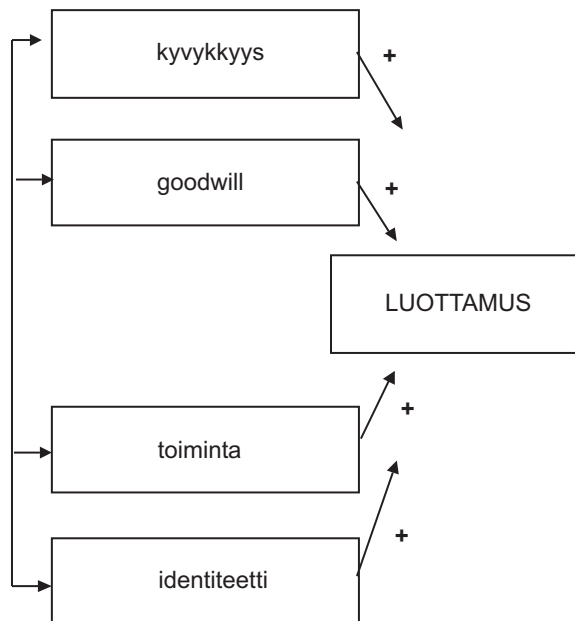 kyvykkyys
+
goodwill
+
LUOTTAMUS
+
toiminta
+
identiteetti